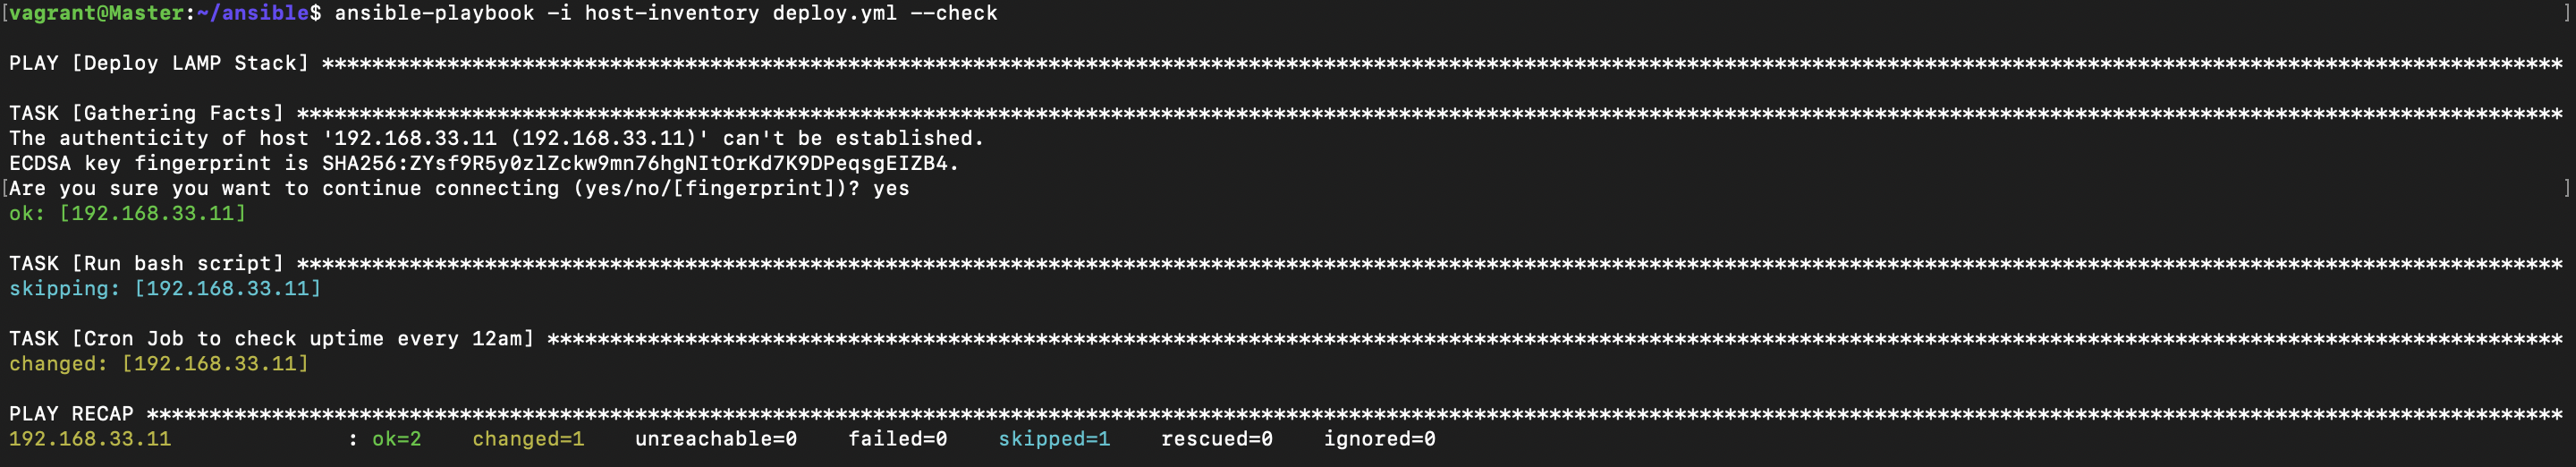 [vagrant@Master:~/ansible$ ansible-playbook -i host-inventory deploy.yml --check ]
PLAY [Deploy LAMP Stack] ***********************************************************************************************************************************************************************************
TASK [Gathering Facts] *************************************************************************************************************************************************************************************
The authenticity of host '192.168.33.11 (192.168.33.11)' can't be established.
ECDSA key fingerprint is SHA256:ZYsf9R5y0zlZckw9mn76hgNItOrKd7K9DPeqsgEIZB4.
[Are you sure you want to continue connecting (yes/no/[fingerprint])? yes ]
ok: [192.168.33.11]
TASK [Run bash script] *************************************************************************************************************************************************************************************
skipping: [192.168.33.11]
TASK [Cron Job to check uptime every 12am] *****************************************************************************************************************************************************************
changed: [192.168.33.11]
PLAY RECAP *************************************************************************************************************************************************************************************************
192.168.33.11 : ok=2 changed=1 unreachable=0 failed=0 skipped=1 rescued=0 ignored=0